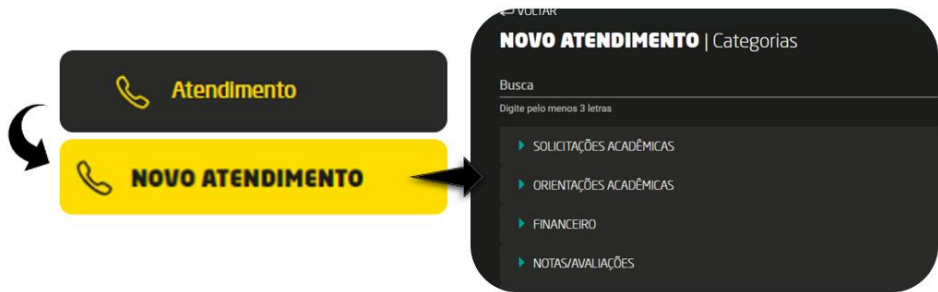 Atendimento
NOVO ATENDIMENTO
VOLTAR
NOVO ATENDIMENTO | Categorias
Busca
Digite pelo menos 3 letras
SOLICITAÇÕES ACADÊMICAS
ORIENTAÇÕES ACADÊMICAS
FINANCEIRO
NOTAS/AVALIAÇÕES